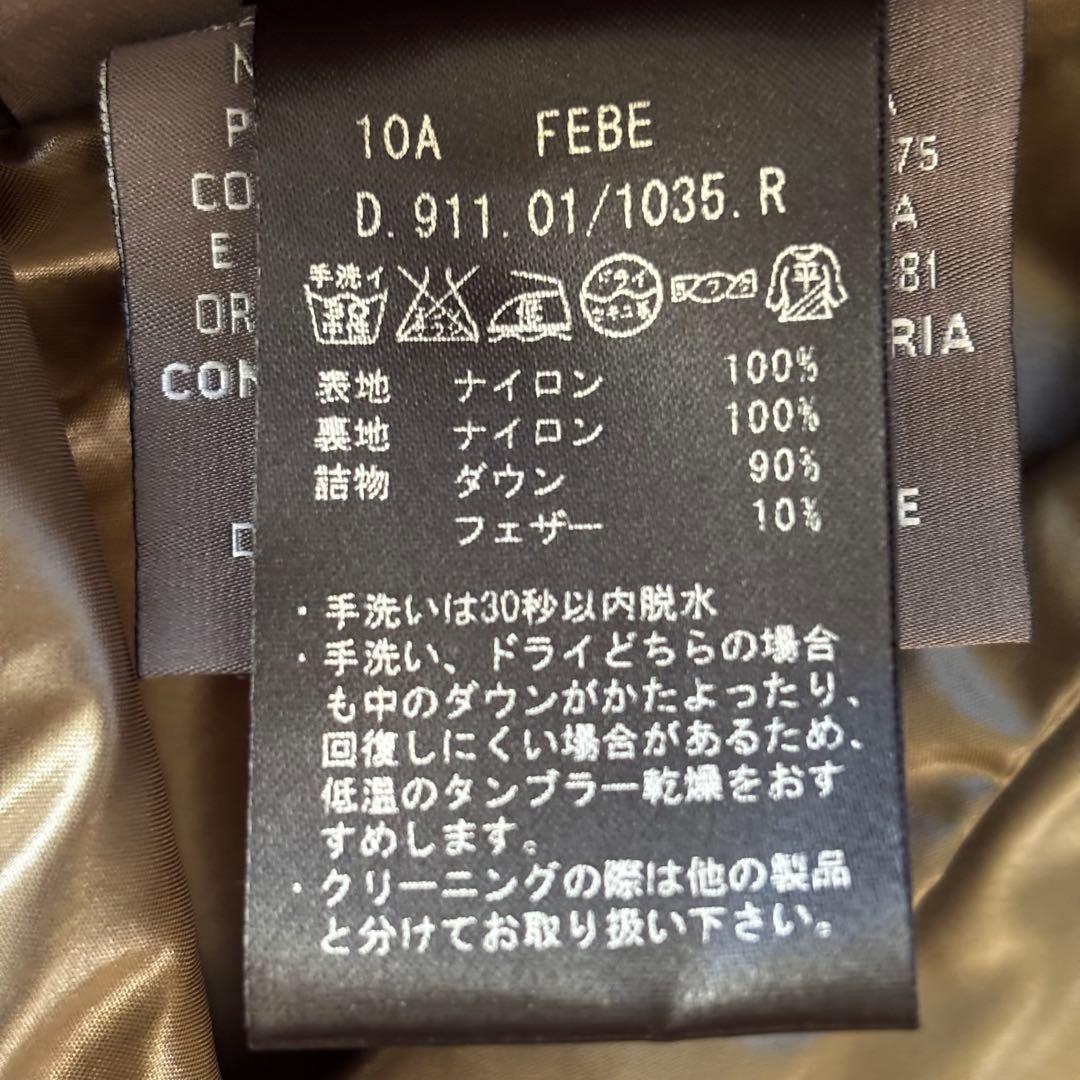 10A FEBE
D.911.01/1035.R
手洗イ
低
ドライ
平
表地 ナイロン 100%
裏地 ナイロン 100%
詰物 ダウン 90%
フェザー 10%
・手洗いは30秒以内脱水
・手洗い、ドライどちらの場合
も中のダウンがかたよったり、
回復しにくい場合があるため、
低温のタンブラー乾燥をおす
すめします。
・クリーニングの際は他の製品
と分けてお取り扱い下さい。
75
A
81
RIA
E
N
P
CO
E
OR
CON
D